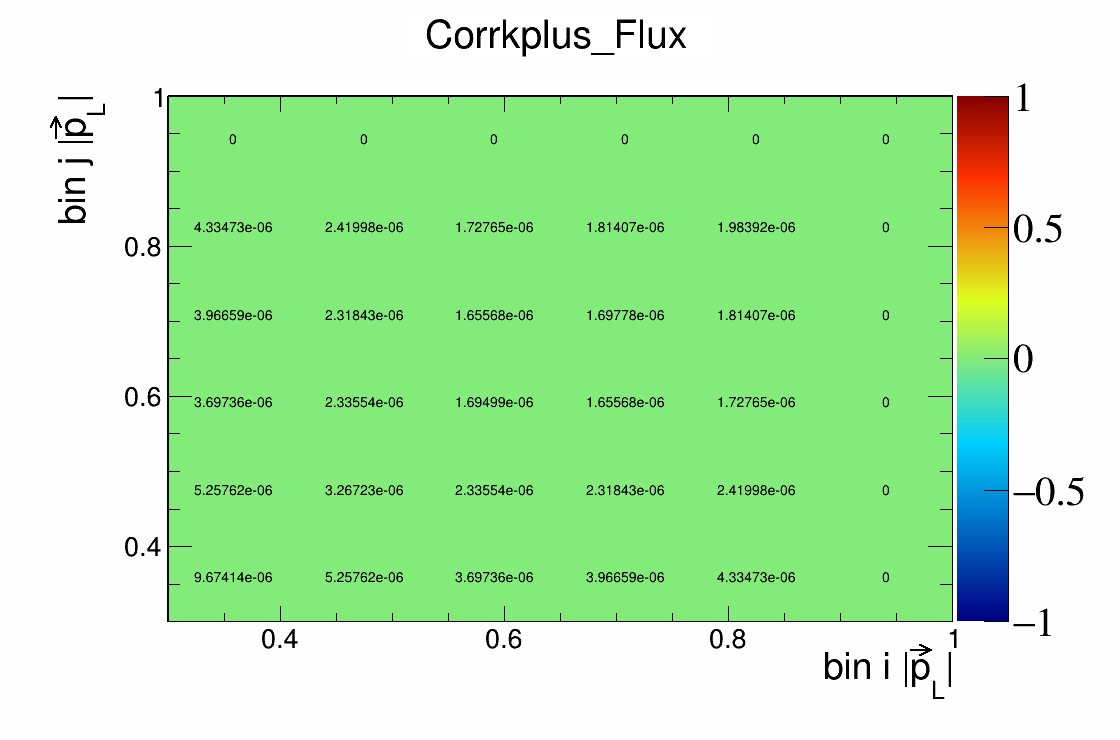 Corrkplus_Flux
bin j |p⃗_L|
1
0 0 0 0 0 0
4.33473e-06 2.41998e-06 1.72765e-06 1.81407e-06 1.98392e-06 0
0.8
3.96659e-06 2.31843e-06 1.65568e-06 1.69778e-06 1.81407e-06 0
3.69736e-06 2.33554e-06 1.69499e-06 1.65568e-06 1.72765e-06 0
0.6
5.25762e-06 3.26723e-06 2.33554e-06 2.31843e-06 2.41998e-06 0
0.4
9.67414e-06 5.25762e-06 3.69736e-06 3.96659e-06 4.33473e-06 0
0.4 0.6 0.8 1
bin i |p⃗_L|
1
0.5
0
−0.5
−1